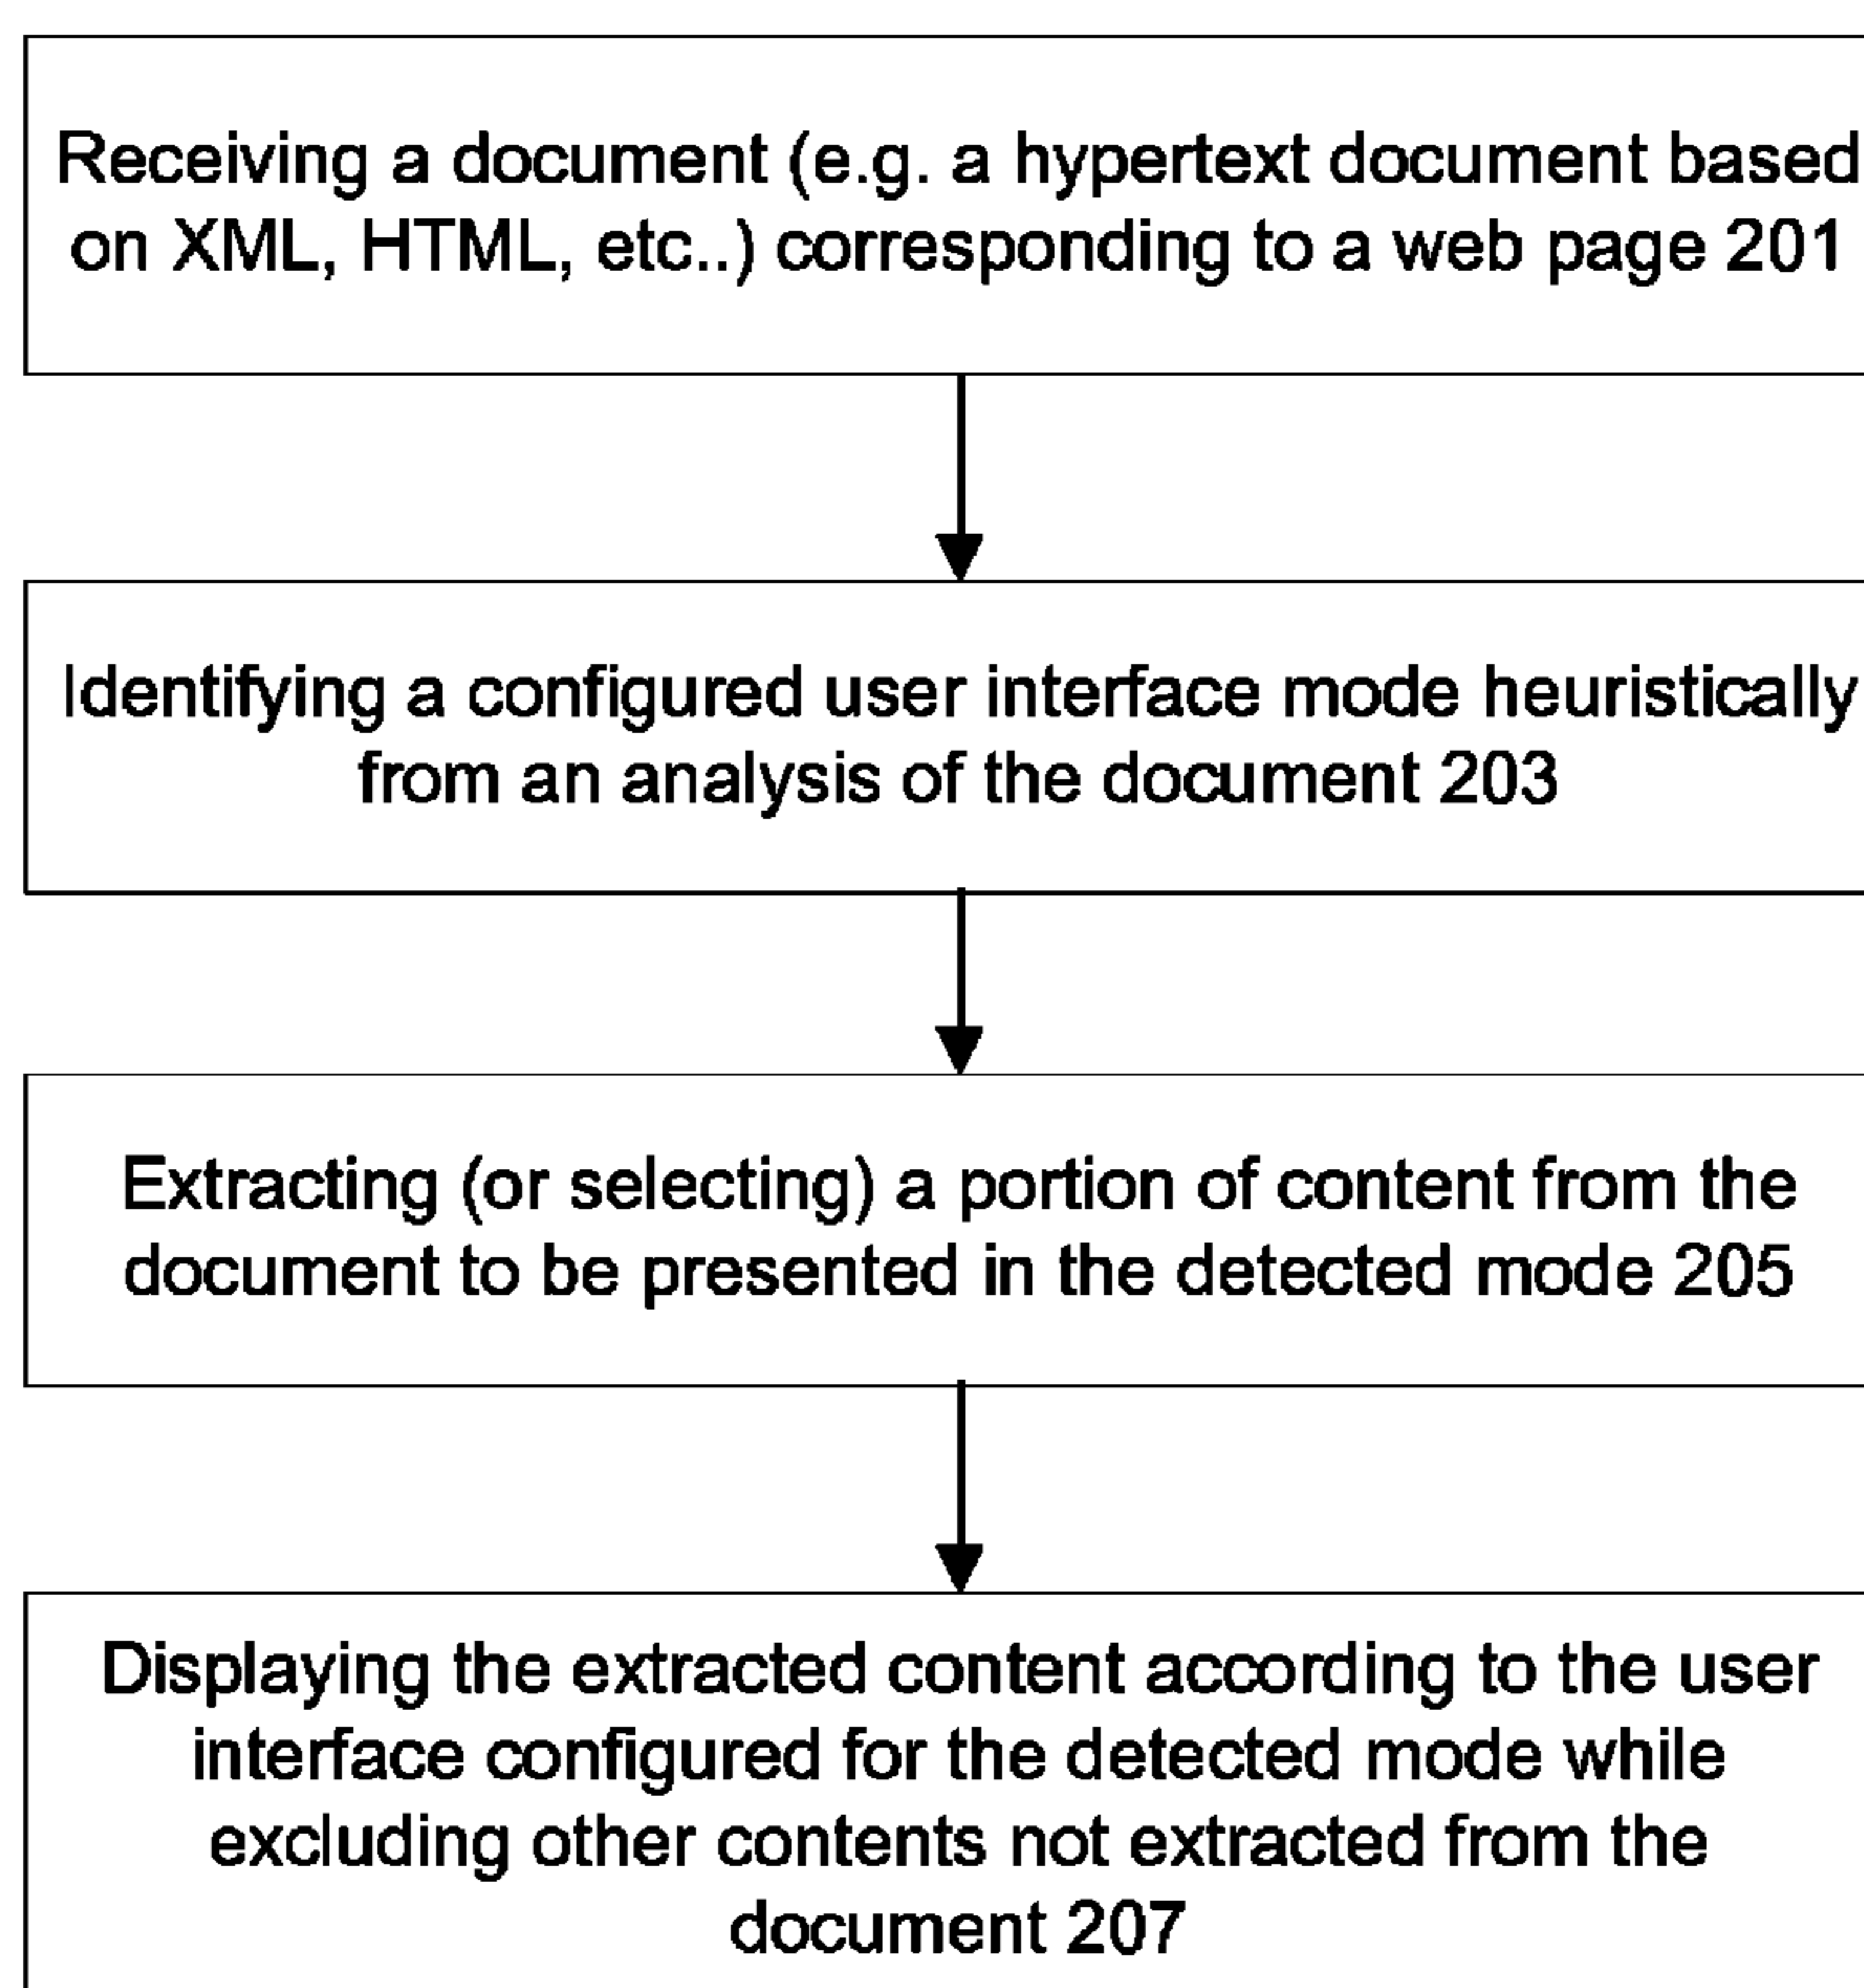 Receiving a document (e.g. a hypertext document based
on XML, HTML, etc..) corresponding to a web page 201
Identifying a configured user interface mode heuristically
from an analysis of the document 203
Extracting (or selecting) a portion of content from the
document to be presented in the detected mode 205
Displaying the extracted content according to the user
interface configured for the detected mode while
excluding other contents not extracted from the
document 207